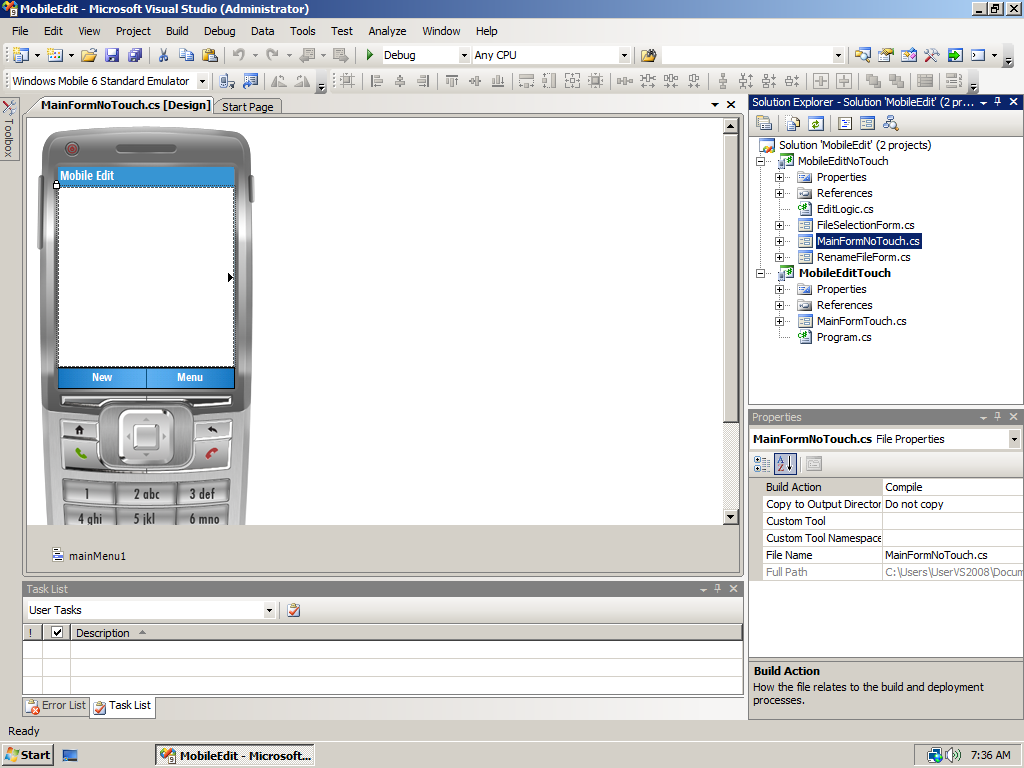 MobileEdit - Microsoft Visual Studio (Administrator)
File Edit View Project Build Debug Data Tools Test Analyze Window Help
Debug Any CPU
Windows Mobile 6 Standard Emulator
Toolbox
MainFormNoTouch.cs [Design] Start Page
Mobile Edit
New Menu
1 2 abc 3 def
4 ghi 5 jkl 6 mno
mainMenu1
Task List
User Tasks
! Description
Error List Task List
Solution Explorer - Solution 'MobileEdit' (2 pr...
Solution 'MobileEdit' (2 projects)
MobileEditNoTouch
Properties
References
EditLogic.cs
FileSelectionForm.cs
MainFormNoTouch.cs
RenameFileForm.cs
MobileEditTouch
Properties
References
MainFormTouch.cs
Program.cs
Properties
MainFormNoTouch.cs File Properties
Build Action Compile
Copy to Output Director Do not copy
Custom Tool
Custom Tool Namespace
File Name MainFormNoTouch.cs
Full Path C:\Users\UserVS2008\Docum
Build Action
How the file relates to the build and deployment
processes.
Ready
Start MobileEdit - Microsoft... 7:36 AM